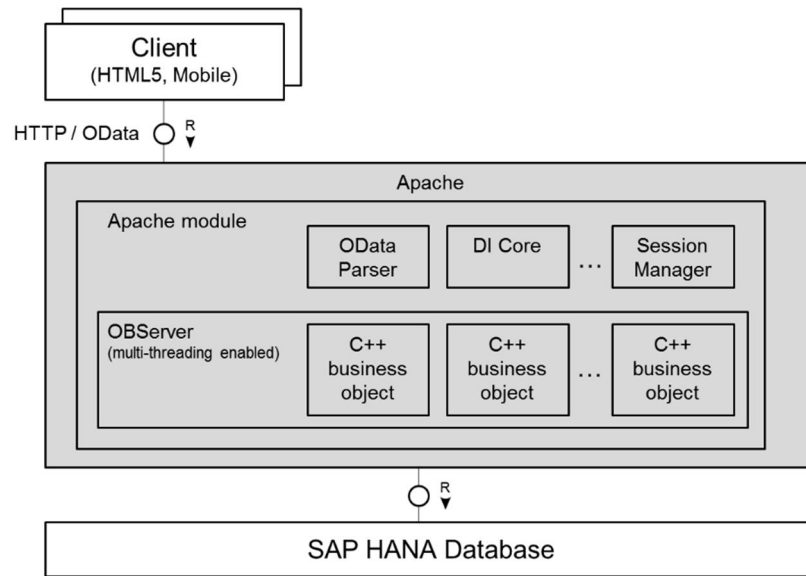 Client
(HTML5, Mobile)
HTTP / OData
R
Apache
Apache module
OData
Parser
DI Core
...
Session
Manager
OBServer
(multi-threading enabled)
C++
business
object
C++
business
object
...
C++
business
object
R
SAP HANA Database